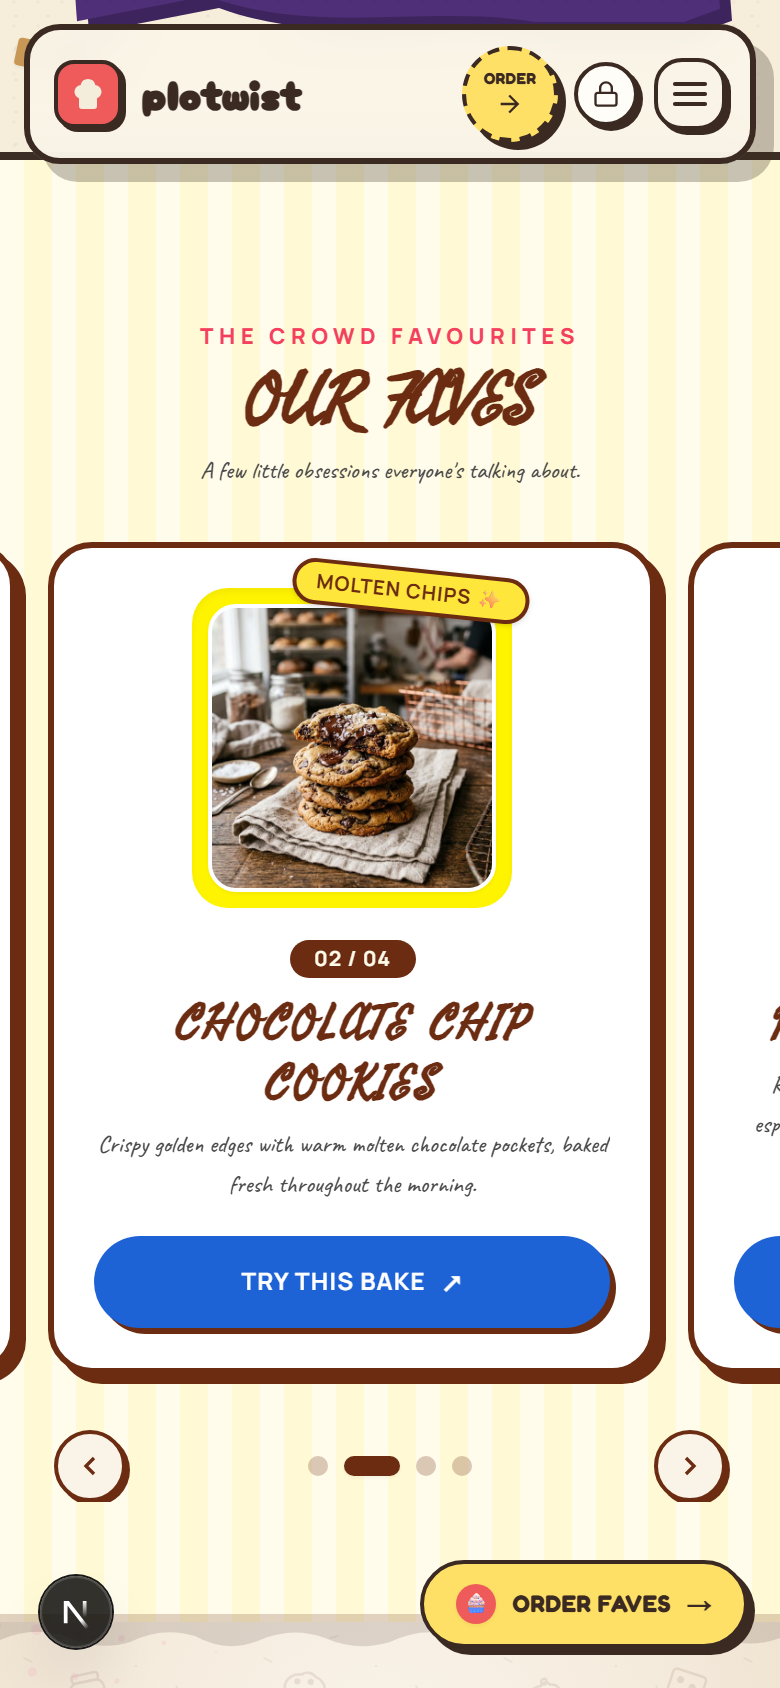 ORDER
→
plotwist
THE CROWD FAVOURITES
OUR FAVES
A few little obsessions everyone's talking about.
MOLTEN CHIPS ✨
02 / 04
CHOCOLATE CHIP
COOKIES
Crispy golden edges with warm molten chocolate pockets, baked
fresh throughout the morning.
TRY THIS BAKE ↗
N
ORDER FAVES →